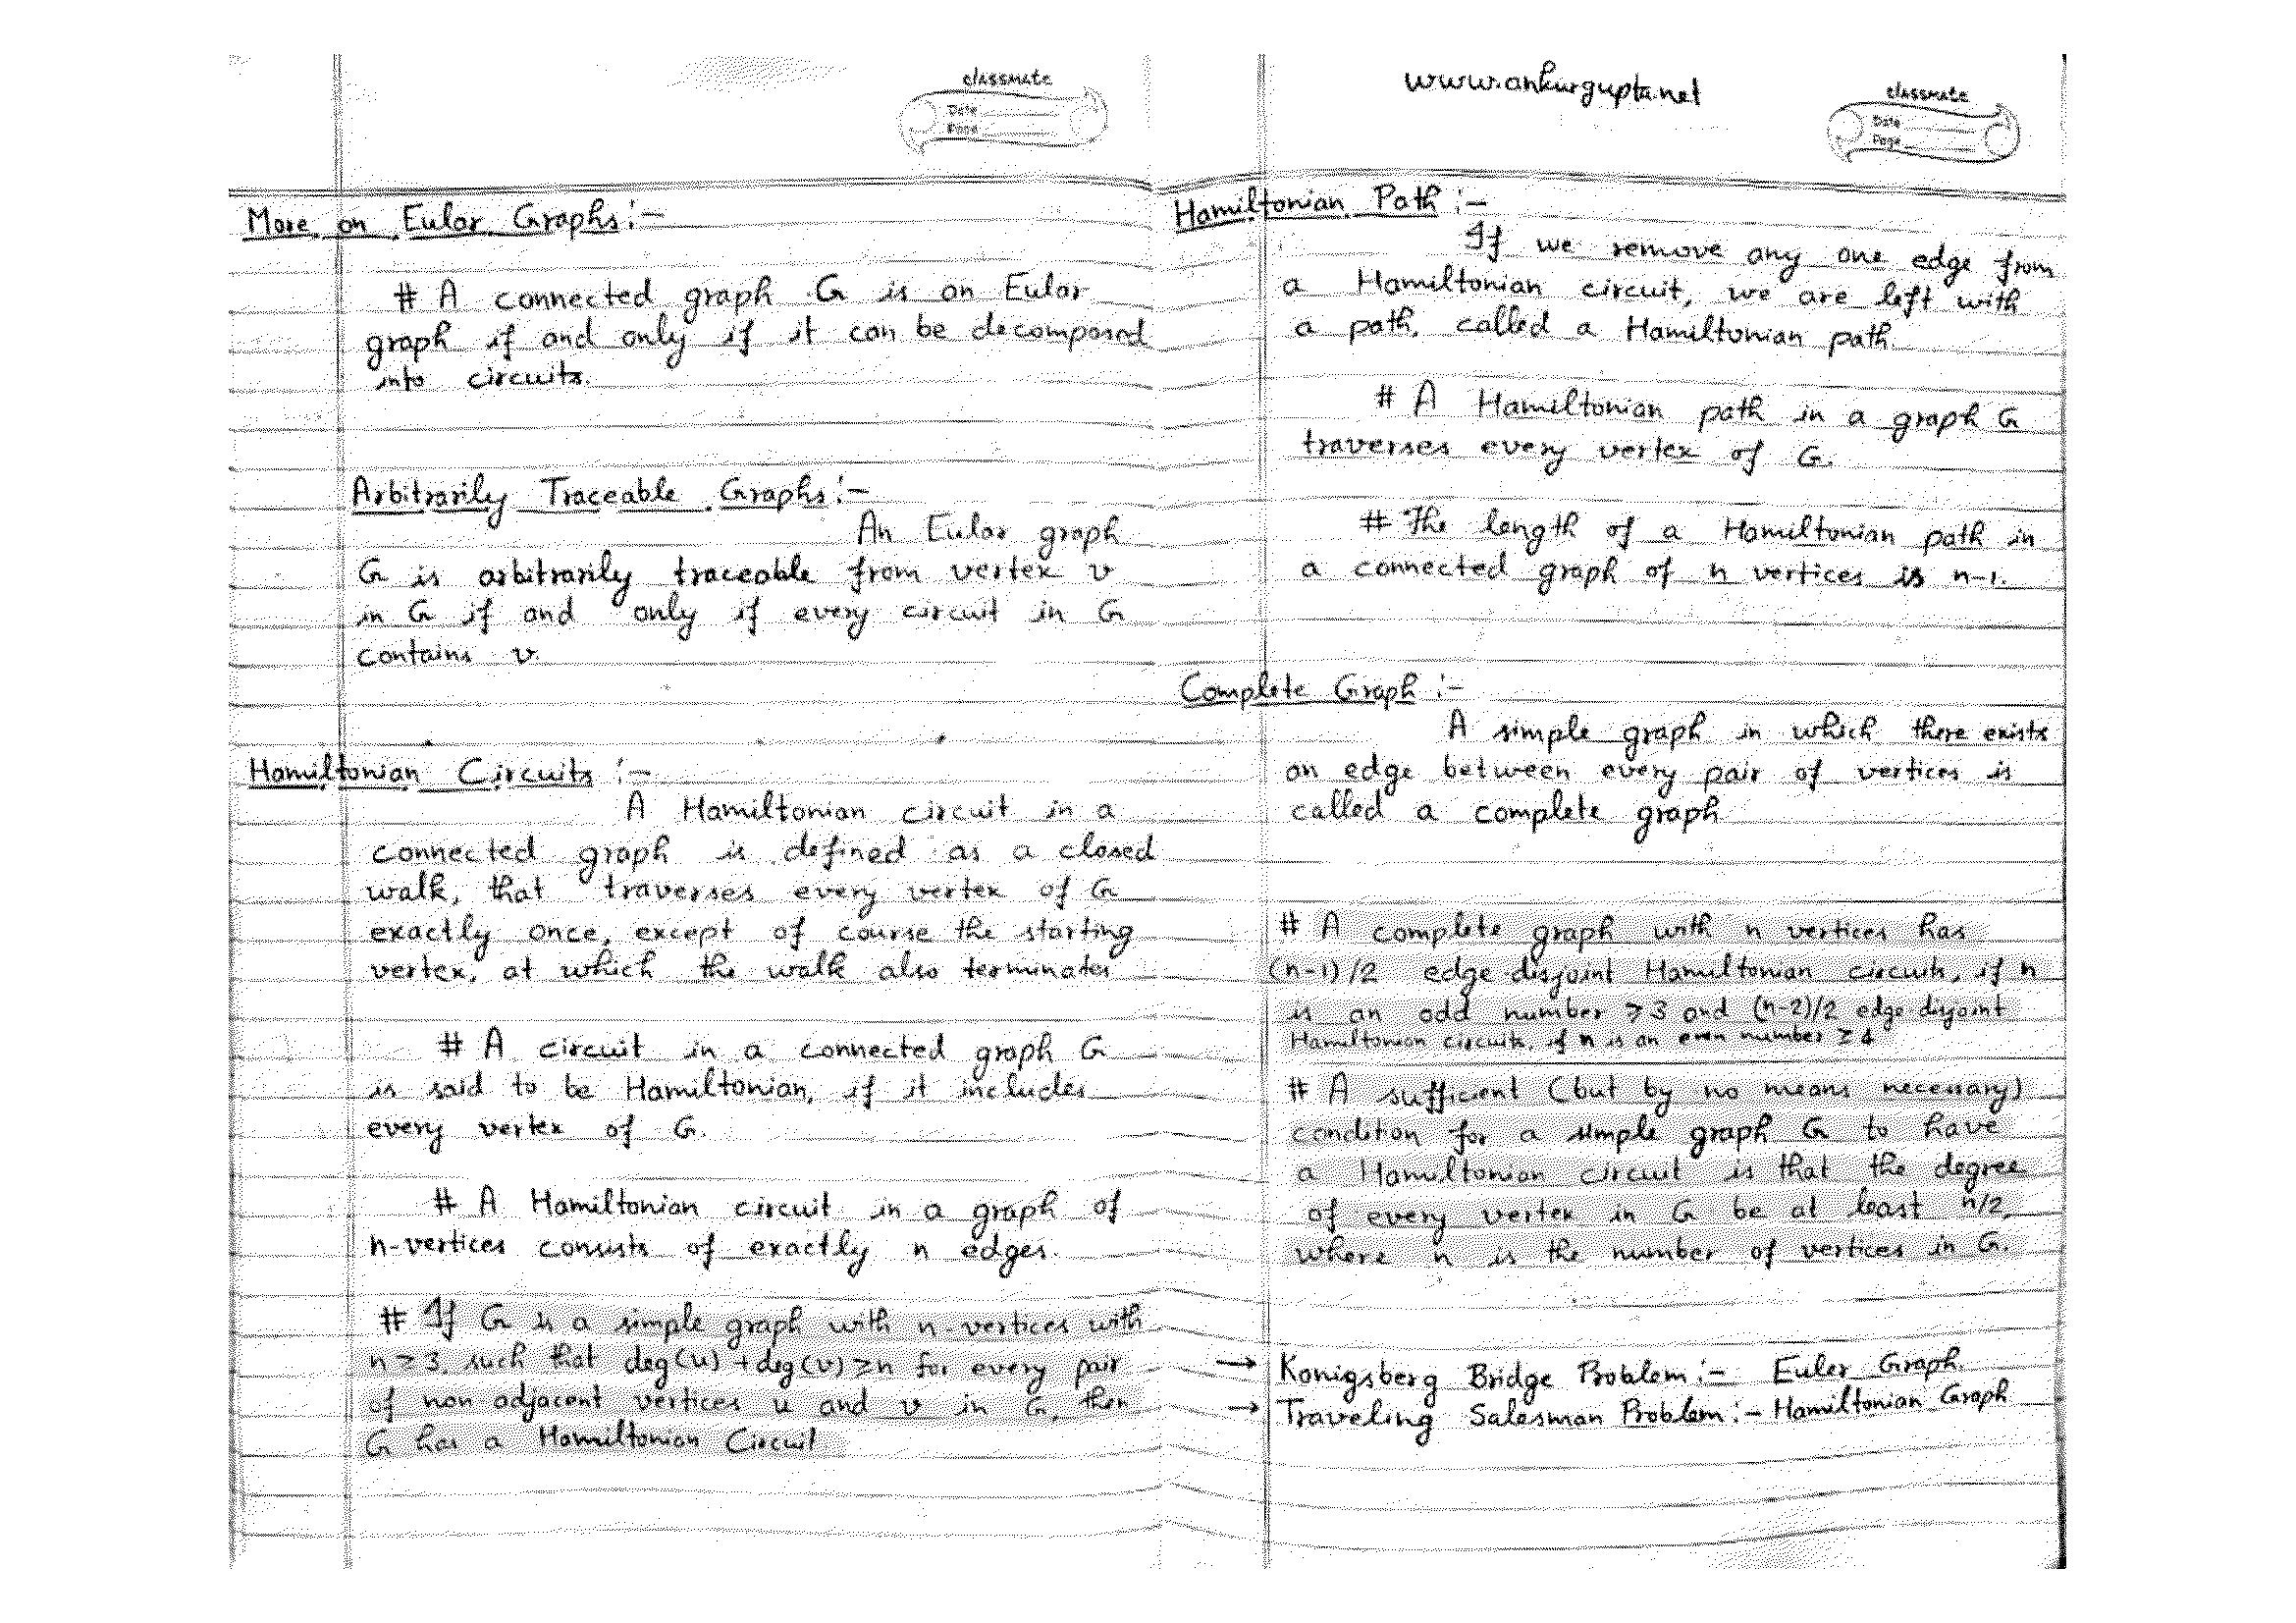 classmate
Date
Page
More on Eular Graphs :-
# A connected graph G is an Eular
graph if and only if it can be decomposed
into circuits.
Arbitrarily Traceable Graphs :-
An Eular graph
G is arbitrarily traceable from vertex v
in G if and only if every circuit in G
contains v.
Hamiltonian Circuits :-
A Hamiltonian circuit in a
connected graph is defined as a closed
walk, that traverses every vertex of G
exactly once, except of course the starting
vertex, at which the walk also terminates
# A circuit in a connected graph G
is said to be Hamiltonian, if it includes
every vertex of G.
# A Hamiltonian circuit in a graph of
n-vertices consists of exactly n edges.
# If G is a simple graph with n-vertices with
n ≥ 3, such that deg(u) + deg(v) ≥ n for every pair
of non adjacent vertices u and v in G, then
G has a Hamiltonian Circuit
www.ankurgupta.net
classmate
Date
Page
Hamiltonian Path :-
If we remove any one edge from
a Hamiltonian circuit, we are left with
a path, called a Hamiltonian path.
# A Hamiltonian path in a graph G
traverses every vertex of G.
# The length of a Hamiltonian path in
a connected graph of n vertices is n-1.
Complete Graph :-
A simple graph in which there exists
an edge between every pair of vertices is
called a complete graph
# A complete graph with n vertices has
(n-1)/2 edge disjoint Hamiltonian circuits, if n
is an odd number ≥ 3 and (n-2)/2 edge disjoint
Hamiltonian circuits, if n is an even number ≥ 4
# A sufficient (but by no means necessary)
condition for a simple graph G to have
a Hamiltonian circuit is that the degree
of every vertex in G be at least n/2,
where n is the number of vertices in G.
→ Konigsberg Bridge Problem :- Euler Graph.
→ Traveling Salesman Problem :- Hamiltonian Graph